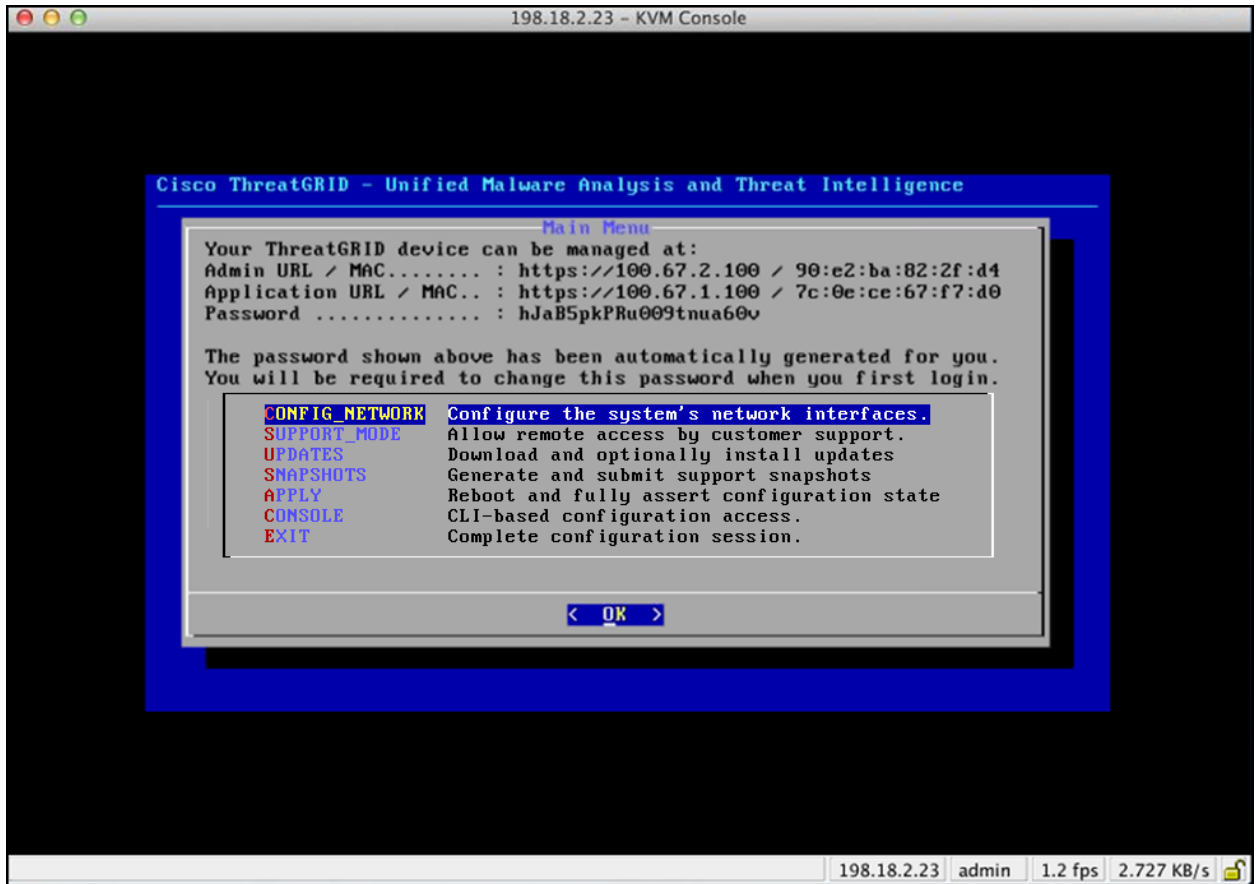 198.18.2.23 – KVM Console
Cisco ThreatGRID - Unified Malware Analysis and Threat Intelligence
Main Menu
Your ThreatGRID device can be managed at:
Admin URL / MAC........ : https://100.67.2.100 / 90:e2:ba:82:2f:d4
Application URL / MAC.. : https://100.67.1.100 / 7c:0e:ce:67:f7:d0
Password .............. : hJaB5pkPRu009tnua60v
The password shown above has been automatically generated for you.
You will be required to change this password when you first login.
CONFIG_NETWORK Configure the system's network interfaces.
SUPPORT_MODE Allow remote access by customer support.
UPDATES Download and optionally install updates
SNAPSHOTS Generate and submit support snapshots
APPLY Reboot and fully assert configuration state
CONSOLE CLI-based configuration access.
EXIT Complete configuration session.
< OK >
198.18.2.23 admin 1.2 fps 2.727 KB/s